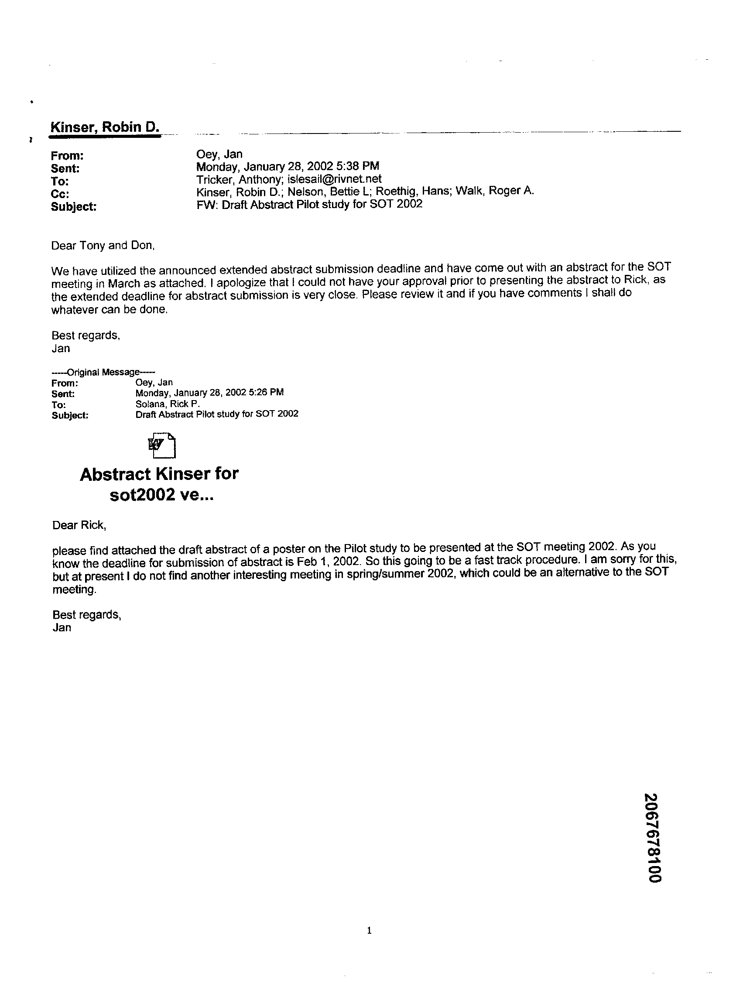 Kinser, Robin D.
From: Oey, Jan
Sent: Monday, January 28, 2002 5:38 PM
To: Tricker, Anthony; islesail@rivnet.net
Cc: Kinser, Robin D.; Nelson, Bettie L; Roethig, Hans; Walk, Roger A.
Subject: FW: Draft Abstract Pilot study for SOT 2002
Dear Tony and Don,
We have utilized the announced extended abstract submission deadline and have come out with an abstract for the SOT
meeting in March as attached. I apologize that I could not have your approval prior to presenting the abstract to Rick, as
the extended deadline for abstract submission is very close. Please review it and if you have comments I shall do
whatever can be done.
Best regards,
Jan
-----Original Message-----
From: Oey, Jan
Sent: Monday, January 28, 2002 5:26 PM
To: Solana, Rick P.
Subject: Draft Abstract Pilot study for SOT 2002
Abstract Kinser for
sot2002 ve...
Dear Rick,
please find attached the draft abstract of a poster on the Pilot study to be presented at the SOT meeting 2002. As you
know the deadline for submission of abstract is Feb 1, 2002. So this going to be a fast track procedure. I am sorry for this,
but at present I do not find another interesting meeting in spring/summer 2002, which could be an alternative to the SOT
meeting.
Best regards,
Jan
2067678100
1